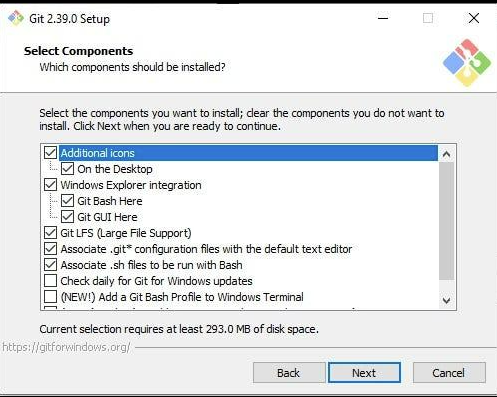 Git 2.39.0 Setup
Select Components
Which components should be installed?
Select the components you want to install; clear the components you do not want to
install. Click Next when you are ready to continue.
Additional icons
On the Desktop
Windows Explorer integration
Git Bash Here
Git GUI Here
Git LFS (Large File Support)
Associate .git* configuration files with the default text editor
Associate .sh files to be run with Bash
Check daily for Git for Windows updates
(NEW!) Add a Git Bash Profile to Windows Terminal
Current selection requires at least 293.0 MB of disk space.
https://gitforwindows.org/
Back
Next
Cancel